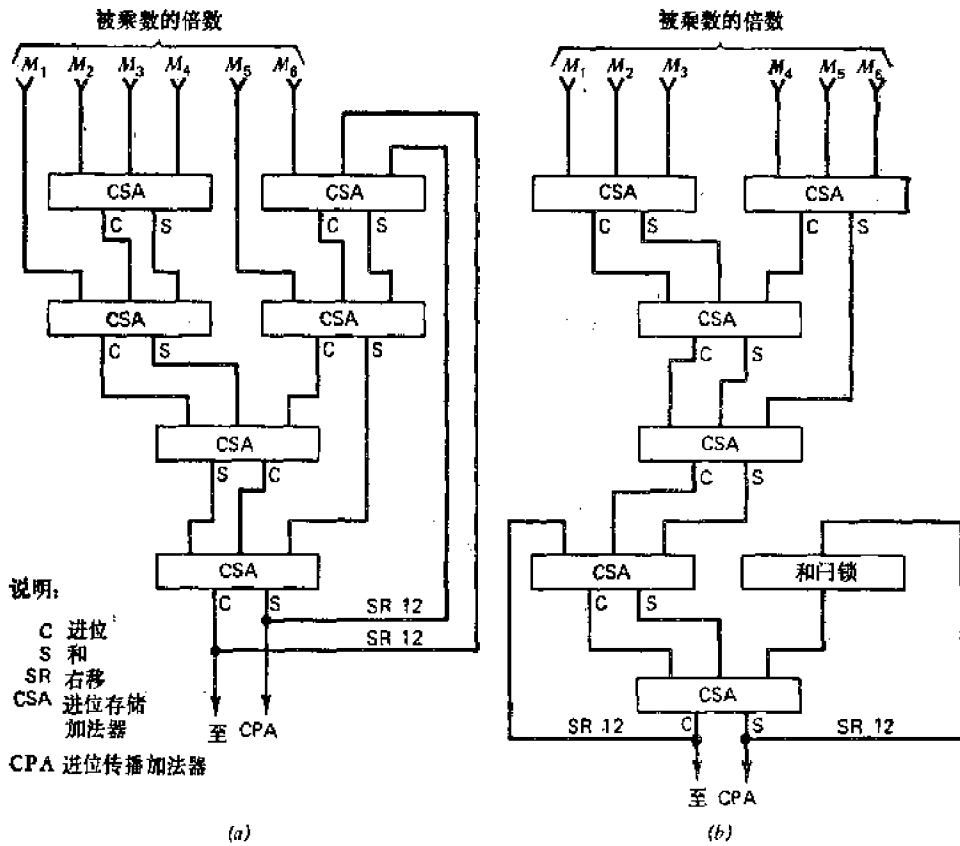 被乘数的倍数
M₁ M₂ M₃ M₄ M₅ M₆
CSA CSA
C S C S
CSA CSA
C S C S
CSA
S C
CSA
C S
SR 12
SR 12
至 CPA
说明:
C 进位
S 和
SR 右移
CSA 进位存储
加法器
CPA 进位传播加法器
(a)
被乘数的倍数
M₁ M₂ M₃ M₄ M₅ M₆
CSA CSA
C S C S
CSA
C S
CSA
C S
CSA 和闩锁
C S
CSA
SR 12 C S SR 12
至 CPA
(b)